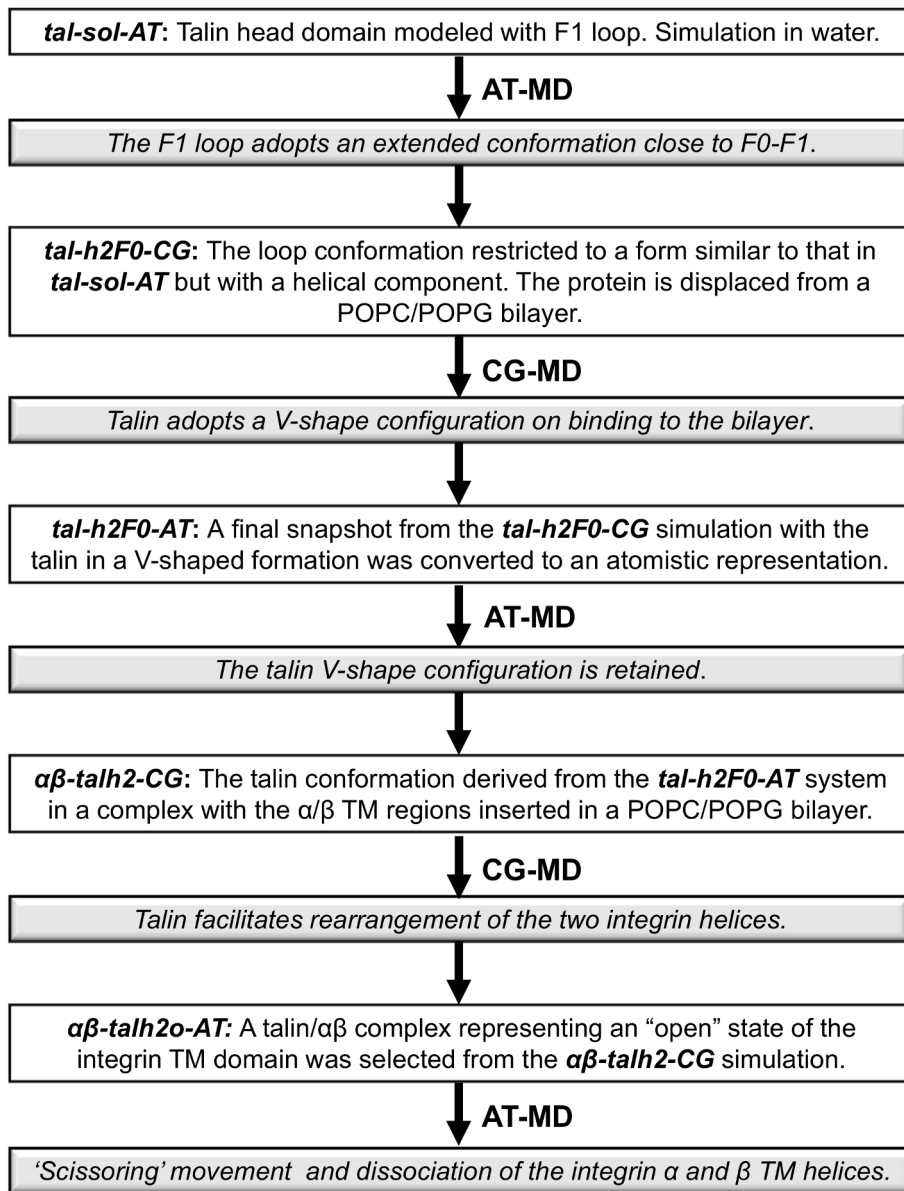 tal-sol-AT: Talin head domain modeled with F1 loop. Simulation in water.
AT-MD
The F1 loop adopts an extended conformation close to F0-F1.
tal-h2F0-CG: The loop conformation restricted to a form similar to that in
tal-sol-AT but with a helical component. The protein is displaced from a
POPC/POPG bilayer.
CG-MD
Talin adopts a V-shape configuration on binding to the bilayer.
tal-h2F0-AT: A final snapshot from the tal-h2F0-CG simulation with the
talin in a V-shaped formation was converted to an atomistic representation.
AT-MD
The talin V-shape configuration is retained.
αβ-talh2-CG: The talin conformation derived from the tal-h2F0-AT system
in a complex with the α/β TM regions inserted in a POPC/POPG bilayer.
CG-MD
Talin facilitates rearrangement of the two integrin helices.
αβ-talh2o-AT: A talin/αβ complex representing an “open” state of the
integrin TM domain was selected from the αβ-talh2-CG simulation.
AT-MD
‘Scissoring’ movement and dissociation of the integrin α and β TM helices.